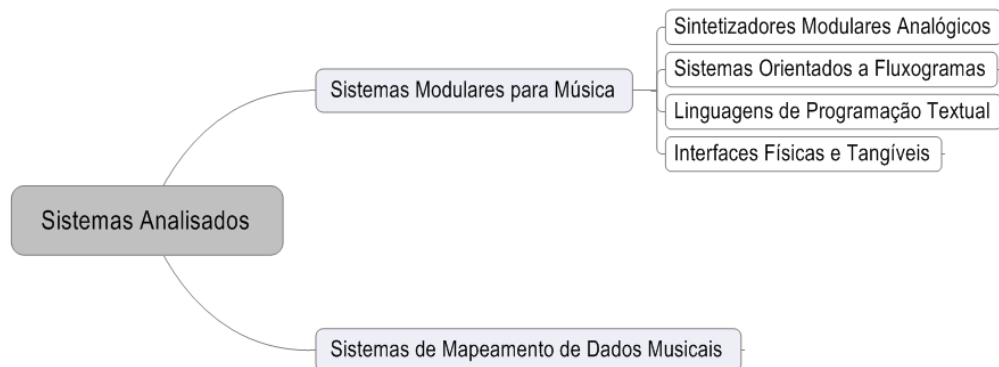 Sintetizadores Modulares Analógicos
Sistemas Orientados a Fluxogramas
Sistemas Modulares para Música
Linguagens de Programação Textual
Interfaces Físicas e Tangíveis
Sistemas Analisados
Sistemas de Mapeamento de Dados Musicais